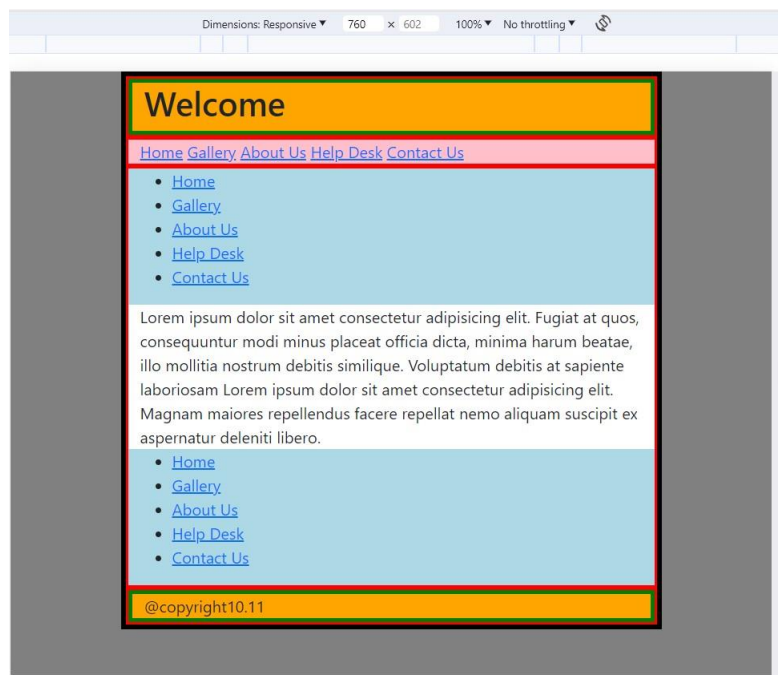 Dimensions: Responsive ▼ 760 × 602 100% ▼ No throttling ▼
Welcome
Home Gallery About Us Help Desk Contact Us
• Home
• Gallery
• About Us
• Help Desk
• Contact Us
Lorem ipsum dolor sit amet consectetur adipisicing elit. Fugiat at quos,
consequuntur modi minus placeat officia dicta, minima harum beatae,
illo mollitia nostrum debitis similique. Voluptatum debitis at sapiente
laboriosam Lorem ipsum dolor sit amet consectetur adipisicing elit.
Magnam maiores repellendus facere repellat nemo aliquam suscipit ex
aspernatur deleniti libero.
• Home
• Gallery
• About Us
• Help Desk
• Contact Us
@copyright10.11